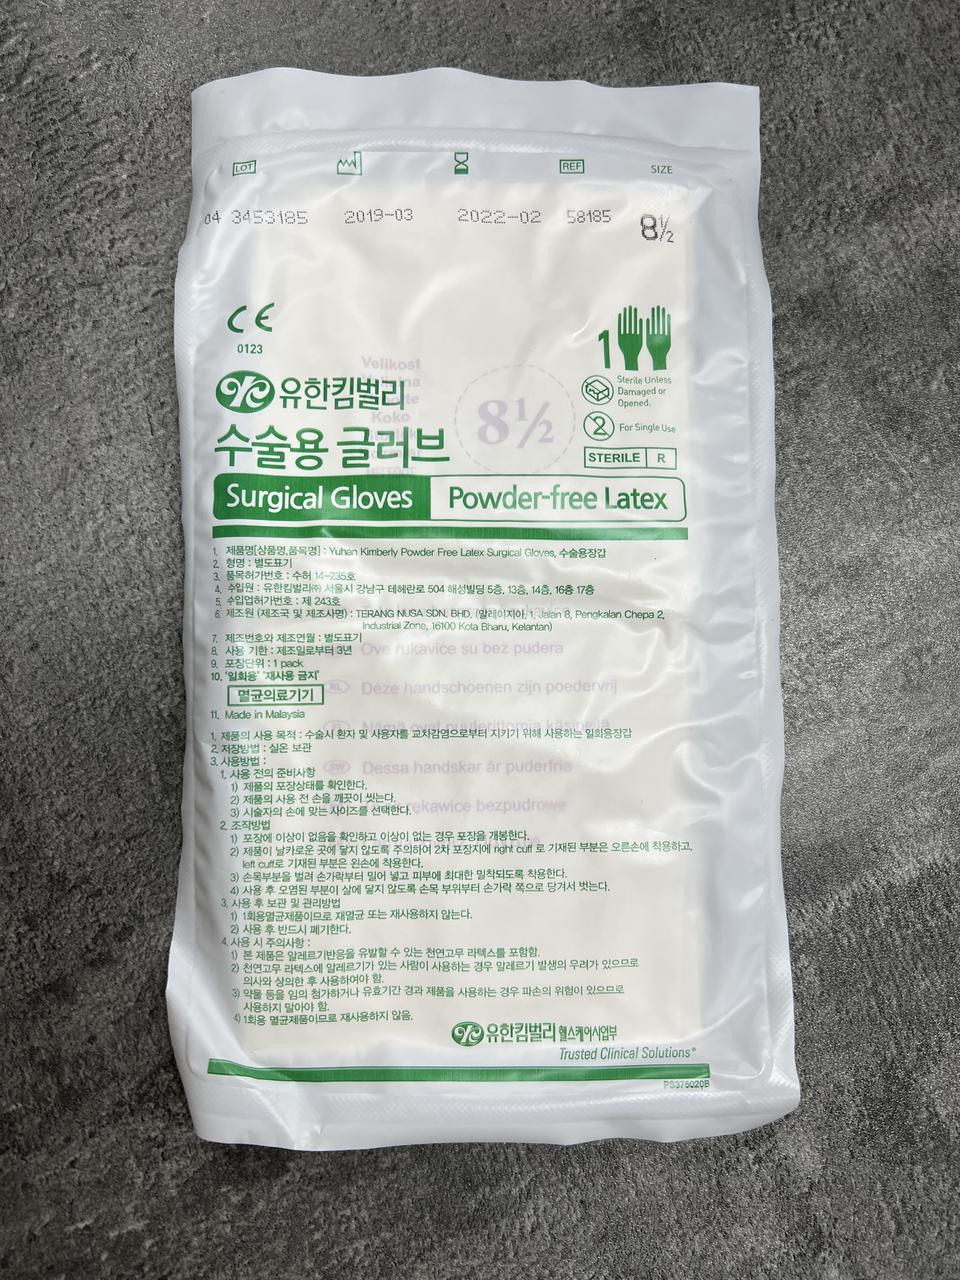 LOT REF SIZE
04 3453185 2019-03 2022-02 58185 8½
CE
0123
1
Sterile Unless
Damaged or
Opened.
2 For Single Use
STERILE R
유한킴벌리
수술용 글러브
Velikost
Koko
8½
Surgical Gloves Powder-free Latex
1. 제품명[상품명,품목명] : Yuhan Kimberly Powder Free Latex Surgical Gloves, 수술용장갑
2. 형명 : 별도표기
3. 품목허가번호 : 수허 14-235호
4. 수입원 : 유한킴벌리㈜ 서울시 강남구 테헤란로 504 해성빌딩 5층, 13층, 14층, 16층 17층
5. 수입업허가번호 : 제 243호
6. 제조원 (제조국 및 제조사명) : TERANG NUSA SDN, BHD, (말레이지아, 1, Jalan 8, Pengkalan Chepa 2,
Industrial Zone, 16100 Kota Bharu, Kelantan)
7. 제조번호와 제조연월 : 별도표기
8. 사용 기한 : 제조일로부터 3년
Ove rukavice su bez pudera
9. 포장단위 : 1 pack
10. '일회용' '재사용 금지'
멸균의료기기
NL Deze handschoenen zijn poedervrij
11. Made in Malaysia
Nämä ovat puuterittomia käsineitä
1. 제품의 사용 목적 : 수술시 환자 및 사용자를 교차감염으로부터 지키기 위해 사용하는 일회용장갑
2. 저장방법 : 실온 보관
3. 사용방법 :
Dessa handskar är puderfria
1. 사용 전의 준비사항
1) 제품의 포장상태를 확인한다.
2) 제품의 사용 전 손을 깨끗이 씻는다.
3) 시술자의 손에 맞는 사이즈를 선택한다.
rekawice bezpudrowe
2. 조작방법
1) 포장에 이상이 없음을 확인하고 이상이 없는 경우 포장을 개봉한다.
2) 제품이 날카로운 곳에 닿지 않도록 주의하여 2차 포장지에 right cuff 로 기재된 부분은 오른손에 착용하고,
left cuff로 기재된 부분은 왼손에 착용한다.
3) 손목부분을 벌려 손가락부터 밀어 넣고 피부에 최대한 밀착되도록 착용한다.
4) 사용 후 오염된 부분이 살에 닿지 않도록 손목 부위부터 손가락 쪽으로 당겨서 벗는다.
3. 사용 후 보관 및 관리방법
1) 1회용멸균제품이므로 재멸균 또는 재사용하지 않는다.
2) 사용 후 반드시 폐기한다.
4. 사용 시 주의사항 :
1) 본 제품은 알레르기반응을 유발할 수 있는 천연고무 라텍스를 포함함.
2) 천연고무 라텍스에 알레르기가 있는 사람이 사용하는 경우 알레르기 발생의 우려가 있으므로
의사와 상의한 후 사용하여야 함.
3) 약물 등을 임의 첨가하거나 유효기간 경과 제품을 사용하는 경우 파손의 위험이 있으므로
사용하지 말아야 함.
4) 1회용 멸균제품이므로 재사용하지 않음.
유한킴벌리 헬스케어사업부
Trusted Clinical Solutions*
PS375020B